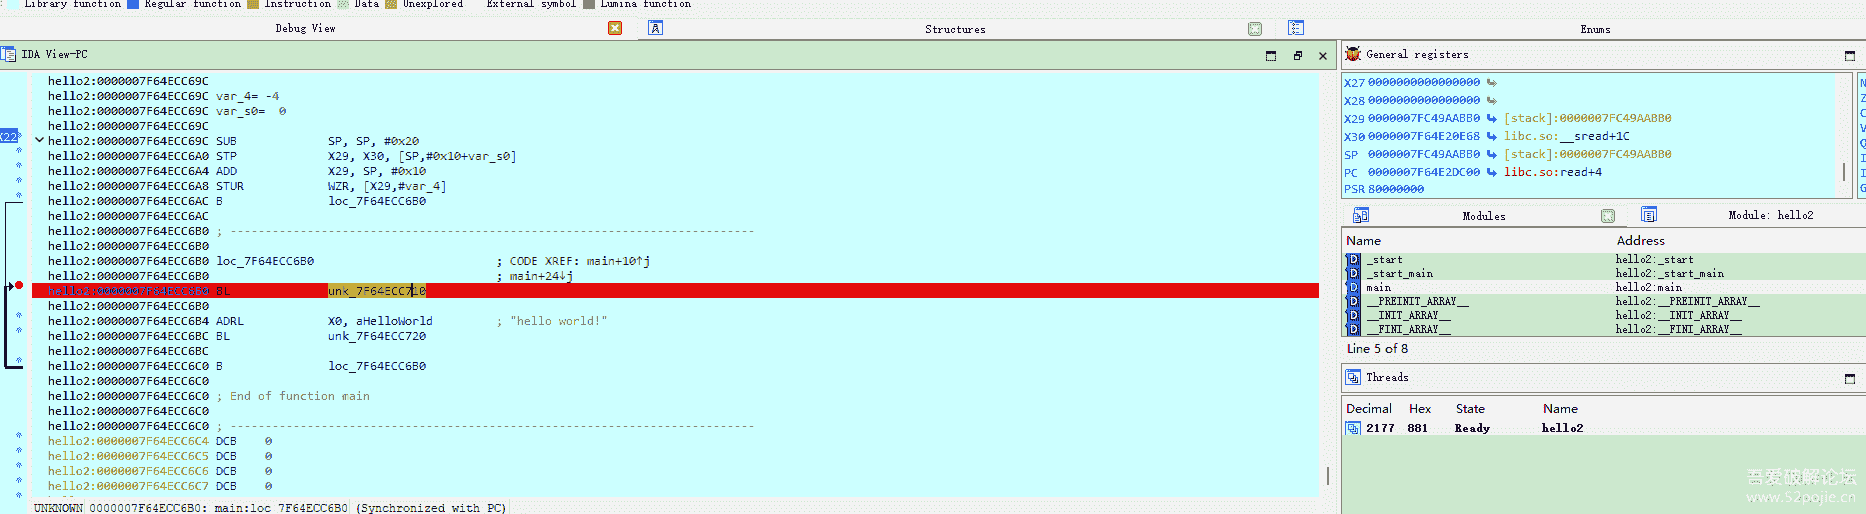 Library function Regular function Instruction Data Unexplored External symbol Lumina function
Debug View Structures Enums
IDA View-PC
hello2:0000007F64ECC69C
hello2:0000007F64ECC69C var_4= -4
hello2:0000007F64ECC69C var_s0=  0
hello2:0000007F64ECC69C
hello2:0000007F64ECC69C SUB SP, SP, #0x20
hello2:0000007F64ECC6A0 STP X29, X30, [SP,#0x10+var_s0]
hello2:0000007F64ECC6A4 ADD X29, SP, #0x10
hello2:0000007F64ECC6A8 STUR WZR, [X29,#var_4]
hello2:0000007F64ECC6AC B loc_7F64ECC6B0
hello2:0000007F64ECC6AC
hello2:0000007F64ECC6B0 ; ---------------------------------------------------------------------------
hello2:0000007F64ECC6B0
hello2:0000007F64ECC6B0 loc_7F64ECC6B0 ; CODE XREF: main+10↑j
hello2:0000007F64ECC6B0 ; main+24↓j
hello2:0000007F64ECC6B0 BL unk_7F64ECC710
hello2:0000007F64ECC6B0
hello2:0000007F64ECC6B4 ADRL X0, aHelloWorld ; "hello world!"
hello2:0000007F64ECC6BC BL unk_7F64ECC720
hello2:0000007F64ECC6BC
hello2:0000007F64ECC6C0 B loc_7F64ECC6B0
hello2:0000007F64ECC6C0
hello2:0000007F64ECC6C0 ; End of function main
hello2:0000007F64ECC6C0
hello2:0000007F64ECC6C0 ; ---------------------------------------------------------------------------
hello2:0000007F64ECC6C4 DCB    0
hello2:0000007F64ECC6C5 DCB    0
hello2:0000007F64ECC6C6 DCB    0
hello2:0000007F64ECC6C7 DCB    0
UNKNOWN 0000007F64ECC6B0: main:loc_7F64ECC6B0 (Synchronized with PC)
X22
General registers
X27 0000000000000000
X28 0000000000000000
X29 0000007FC49AABB0 [stack]:0000007FC49AABB0
X30 0000007F64E20E68 libc.so:__sread+1C
SP 0000007FC49AABB0 [stack]:0000007FC49AABB0
PC 0000007F64E2DC00 libc.so:read+4
PSR 80000000
Modules Module: hello2
Name Address
_start hello2:_start
_start_main hello2:_start_main
main hello2:main
__PREINIT_ARRAY__ hello2:__PREINIT_ARRAY__
__INIT_ARRAY__ hello2:__INIT_ARRAY__
__FINI_ARRAY__ hello2:__FINI_ARRAY__
Line 5 of 8
Threads
Decimal Hex State Name
2177 881 Ready hello2
吾爱破解论坛
www.52pojie.cn